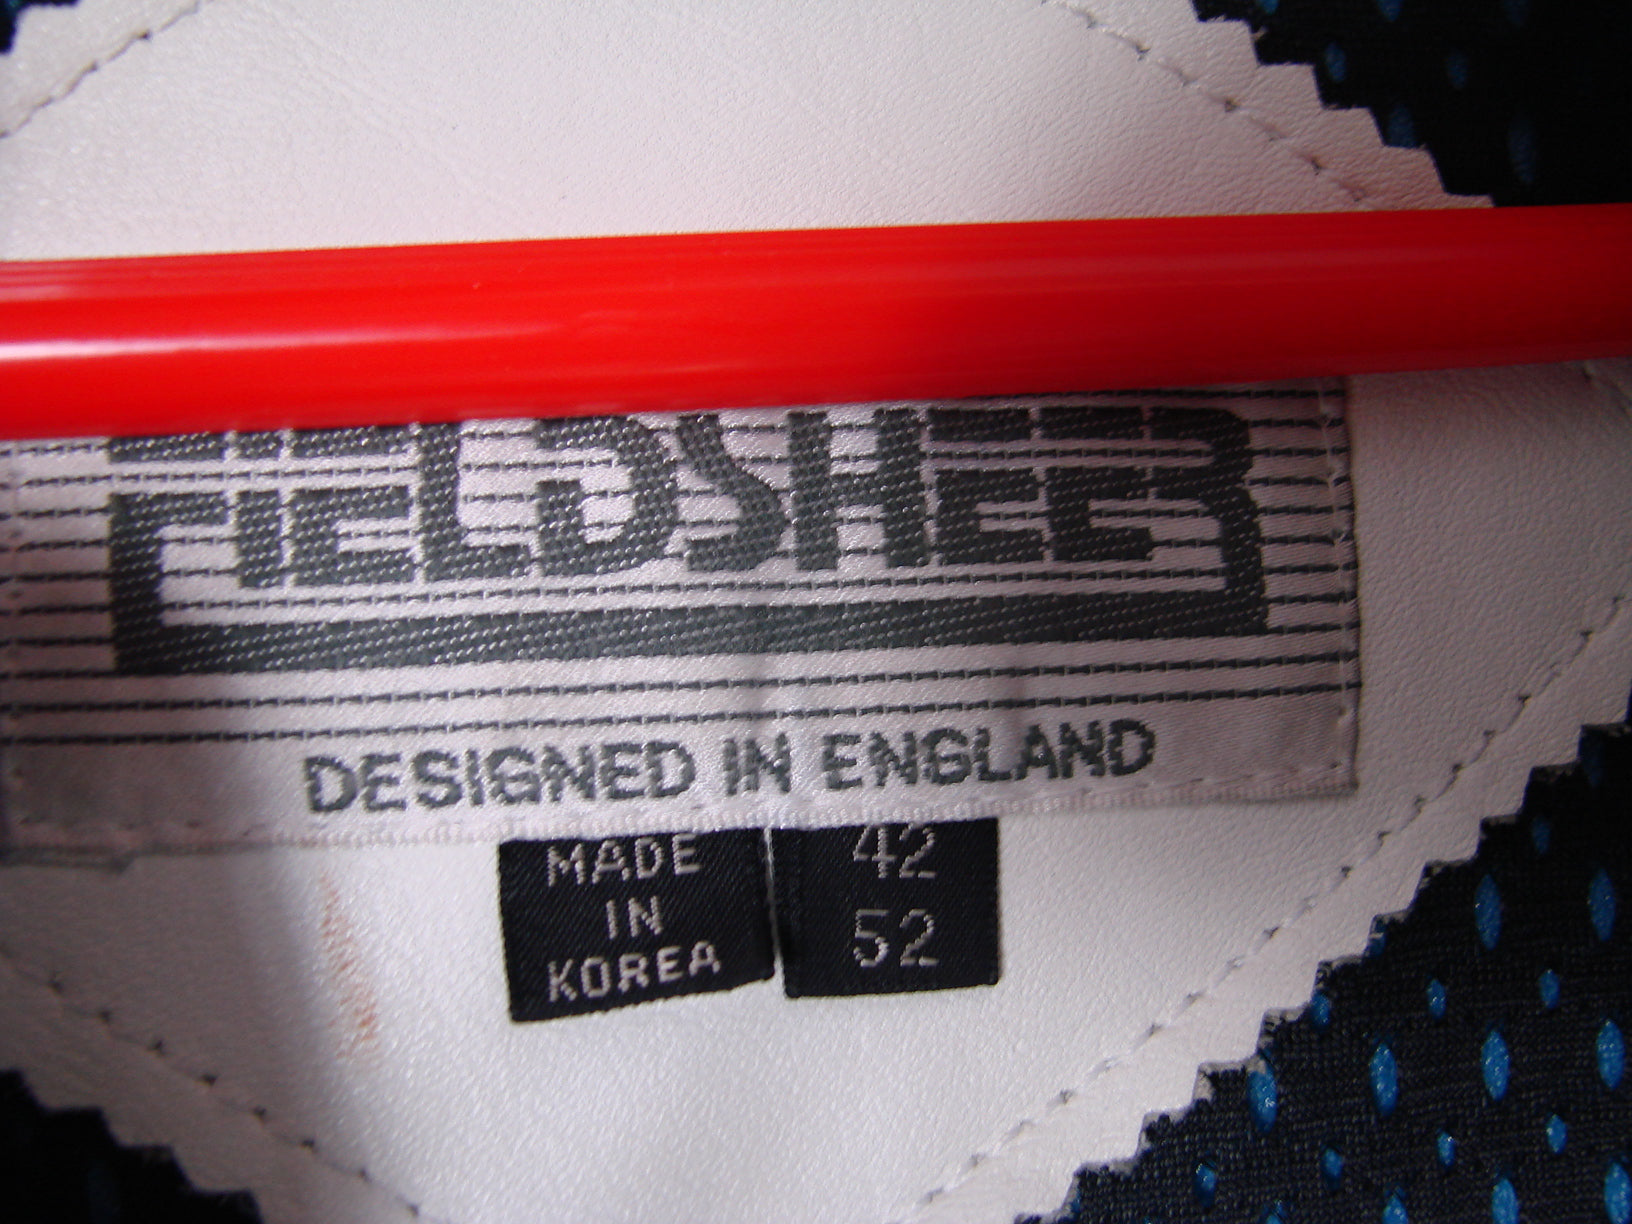 FIELDSHEER
DESIGNED IN ENGLAND
MADE
IN
KOREA
42
52